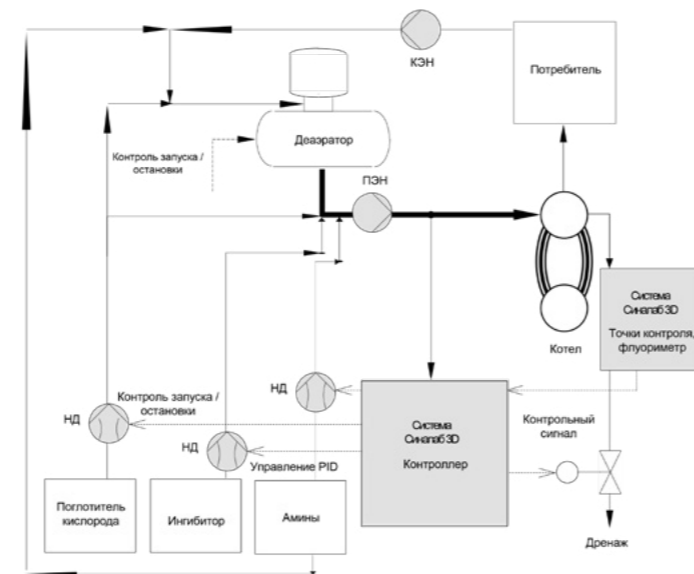 КЭН
Потребитель
Деаэратор
Контроль запуска /
остановки
ПЭН
Котел
Система
Синалаб 3D
Точки контроля,
флуориметр
НД
Контроль запуска /
остановки
НД
НД
Управление PID
Система
Синалаб 3D
Контроллер
Контрольный
сигнал
Поглотитель
кислорода
Ингибитор
Амины
Дренаж